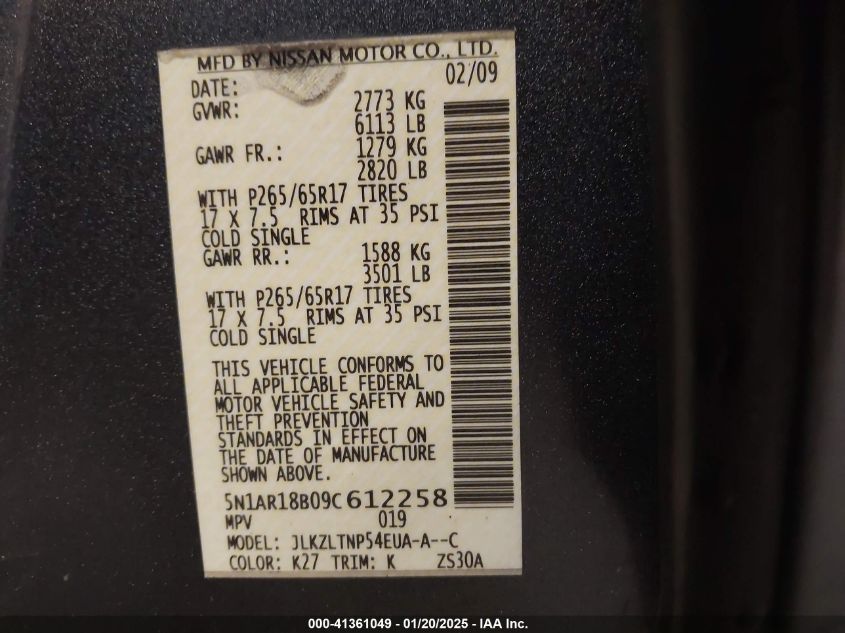 MFD BY NISSAN MOTOR CO., LTD.
DATE: 02/09
GVWR: 2773 KG
6113 LB
GAWR FR.: 1279 KG
2820 LB
WITH P265/65R17 TIRES
17 X 7.5 RIMS AT 35 PSI
COLD SINGLE
GAWR RR.: 1588 KG
3501 LB
WITH P265/65R17 TIRES
17 X 7.5 RIMS AT 35 PSI
COLD SINGLE
THIS VEHICLE CONFORMS TO
ALL APPLICABLE FEDERAL
MOTOR VEHICLE SAFETY AND
THEFT PREVENTION
STANDARDS IN EFFECT ON
THE DATE OF MANUFACTURE
SHOWN ABOVE.
5N1AR18B09C612258
MPV 019
MODEL: JLKZLTNP54EUA-A--C
COLOR: K27 TRIM: K ZS30A
000-41361049 / 01/20/2025 - IAA Inc.